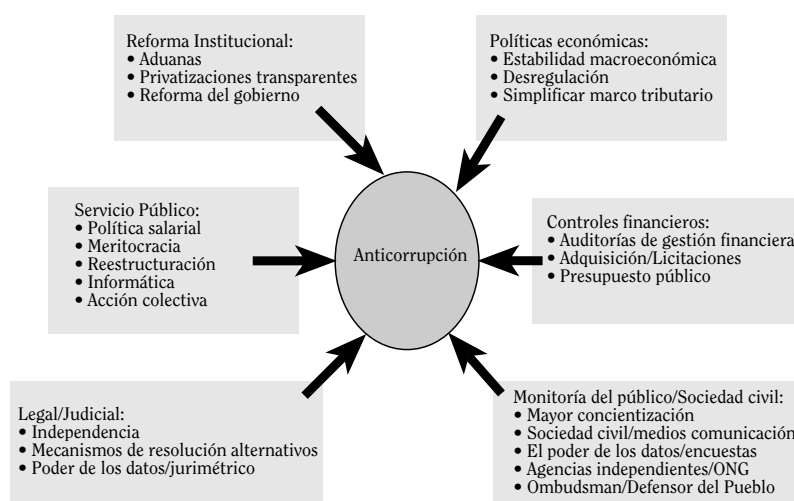 Reforma Institucional:
• Aduanas
• Privatizaciones transparentes
• Reforma del gobierno
Políticas económicas:
• Estabilidad macroeconómica
• Desregulación
• Simplificar marco tributario
Servicio Público:
• Política salarial
• Meritocracia
• Reestructuración
• Informática
• Acción colectiva
Anticorrupción
Controles financieros:
• Auditorías de gestión financiera
• Adquisición/Licitaciones
• Presupuesto público
Legal/Judicial:
• Independencia
• Mecanismos de resolución alternativos
• Poder de los datos/jurimétrico
Monitoría del público/Sociedad civil:
• Mayor concientización
• Sociedad civil/medios comunicación
• El poder de los datos/encuestas
• Agencias independientes/ONG
• Ombudsman/Defensor del Pueblo